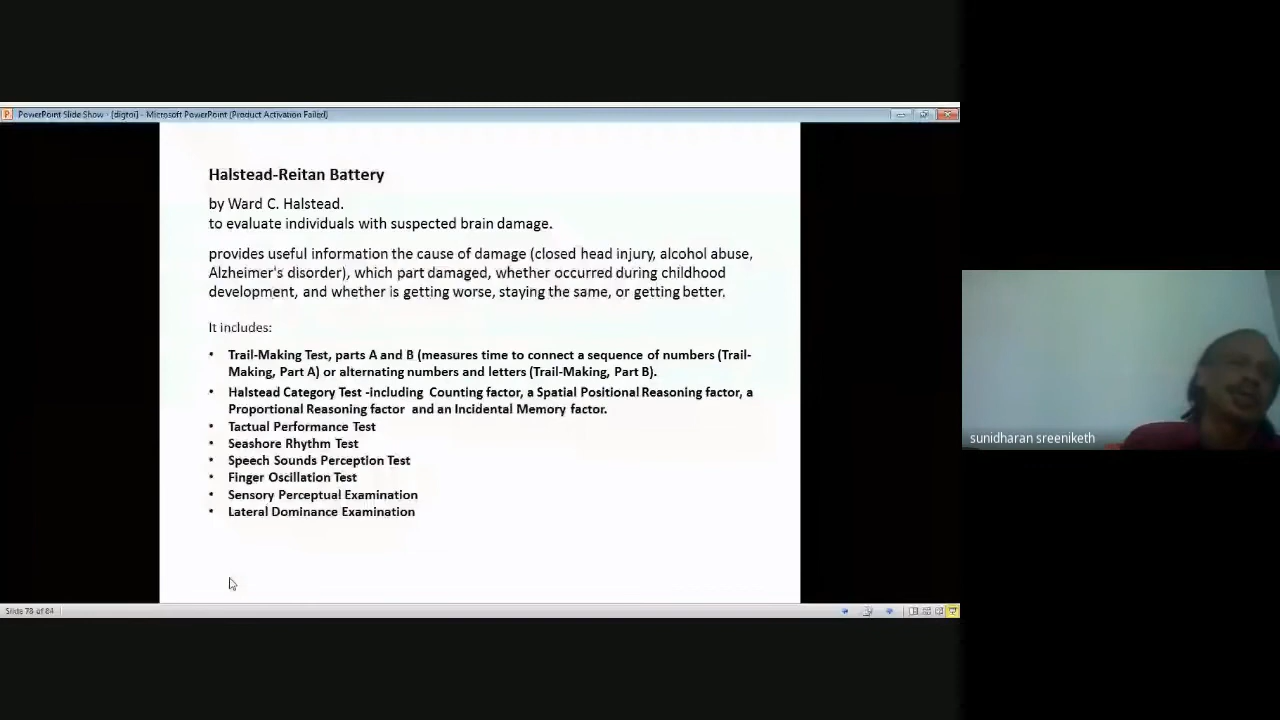 PowerPoint Slide Show - [digtoi] - Microsoft PowerPoint (Product Activation Failed)
Halstead-Reitan Battery
by Ward C. Halstead.
to evaluate individuals with suspected brain damage.
provides useful information the cause of damage (closed head injury, alcohol abuse,
Alzheimer's disorder), which part damaged, whether occurred during childhood
development, and whether is getting worse, staying the same, or getting better.
It includes:
• Trail-Making Test, parts A and B (measures time to connect a sequence of numbers (Trail-
Making, Part A) or alternating numbers and letters (Trail-Making, Part B).
• Halstead Category Test -including Counting factor, a Spatial Positional Reasoning factor, a
Proportional Reasoning factor and an Incidental Memory factor.
• Tactual Performance Test
• Seashore Rhythm Test
• Speech Sounds Perception Test
• Finger Oscillation Test
• Sensory Perceptual Examination
• Lateral Dominance Examination
Slide 78 of 84
sunidharan sreeniketh